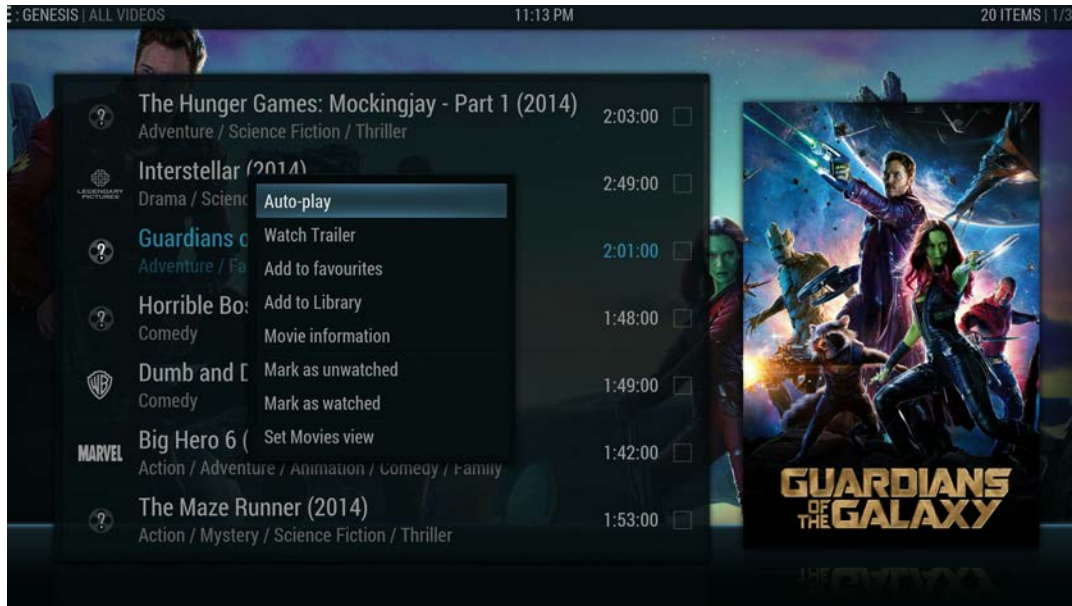 : GENESIS | ALL VIDEOS
11:13 PM
20 ITEMS | 1/3
The Hunger Games: Mockingjay - Part 1 (2014)
2:03:00
Adventure / Science Fiction / Thriller
LEGENDARY
PICTURES
Interstellar (2014)
2:49:00
Drama / Scienc
Auto-play
Watch Trailer
Guardians o
2:01:00
Adventure / Fa
Add to favourites
Add to Library
Horrible Bos
1:48:00
Comedy
Movie information
Mark as unwatched
WB
Dumb and D
1:49:00
Comedy
Mark as watched
Set Movies view
MARVEL
Big Hero 6 (
1:42:00
Action / Adventure / Animation / Comedy / Family
The Maze Runner (2014)
1:53:00
Action / Mystery / Science Fiction / Thriller
GUARDIANS
OF
THE GALAXY